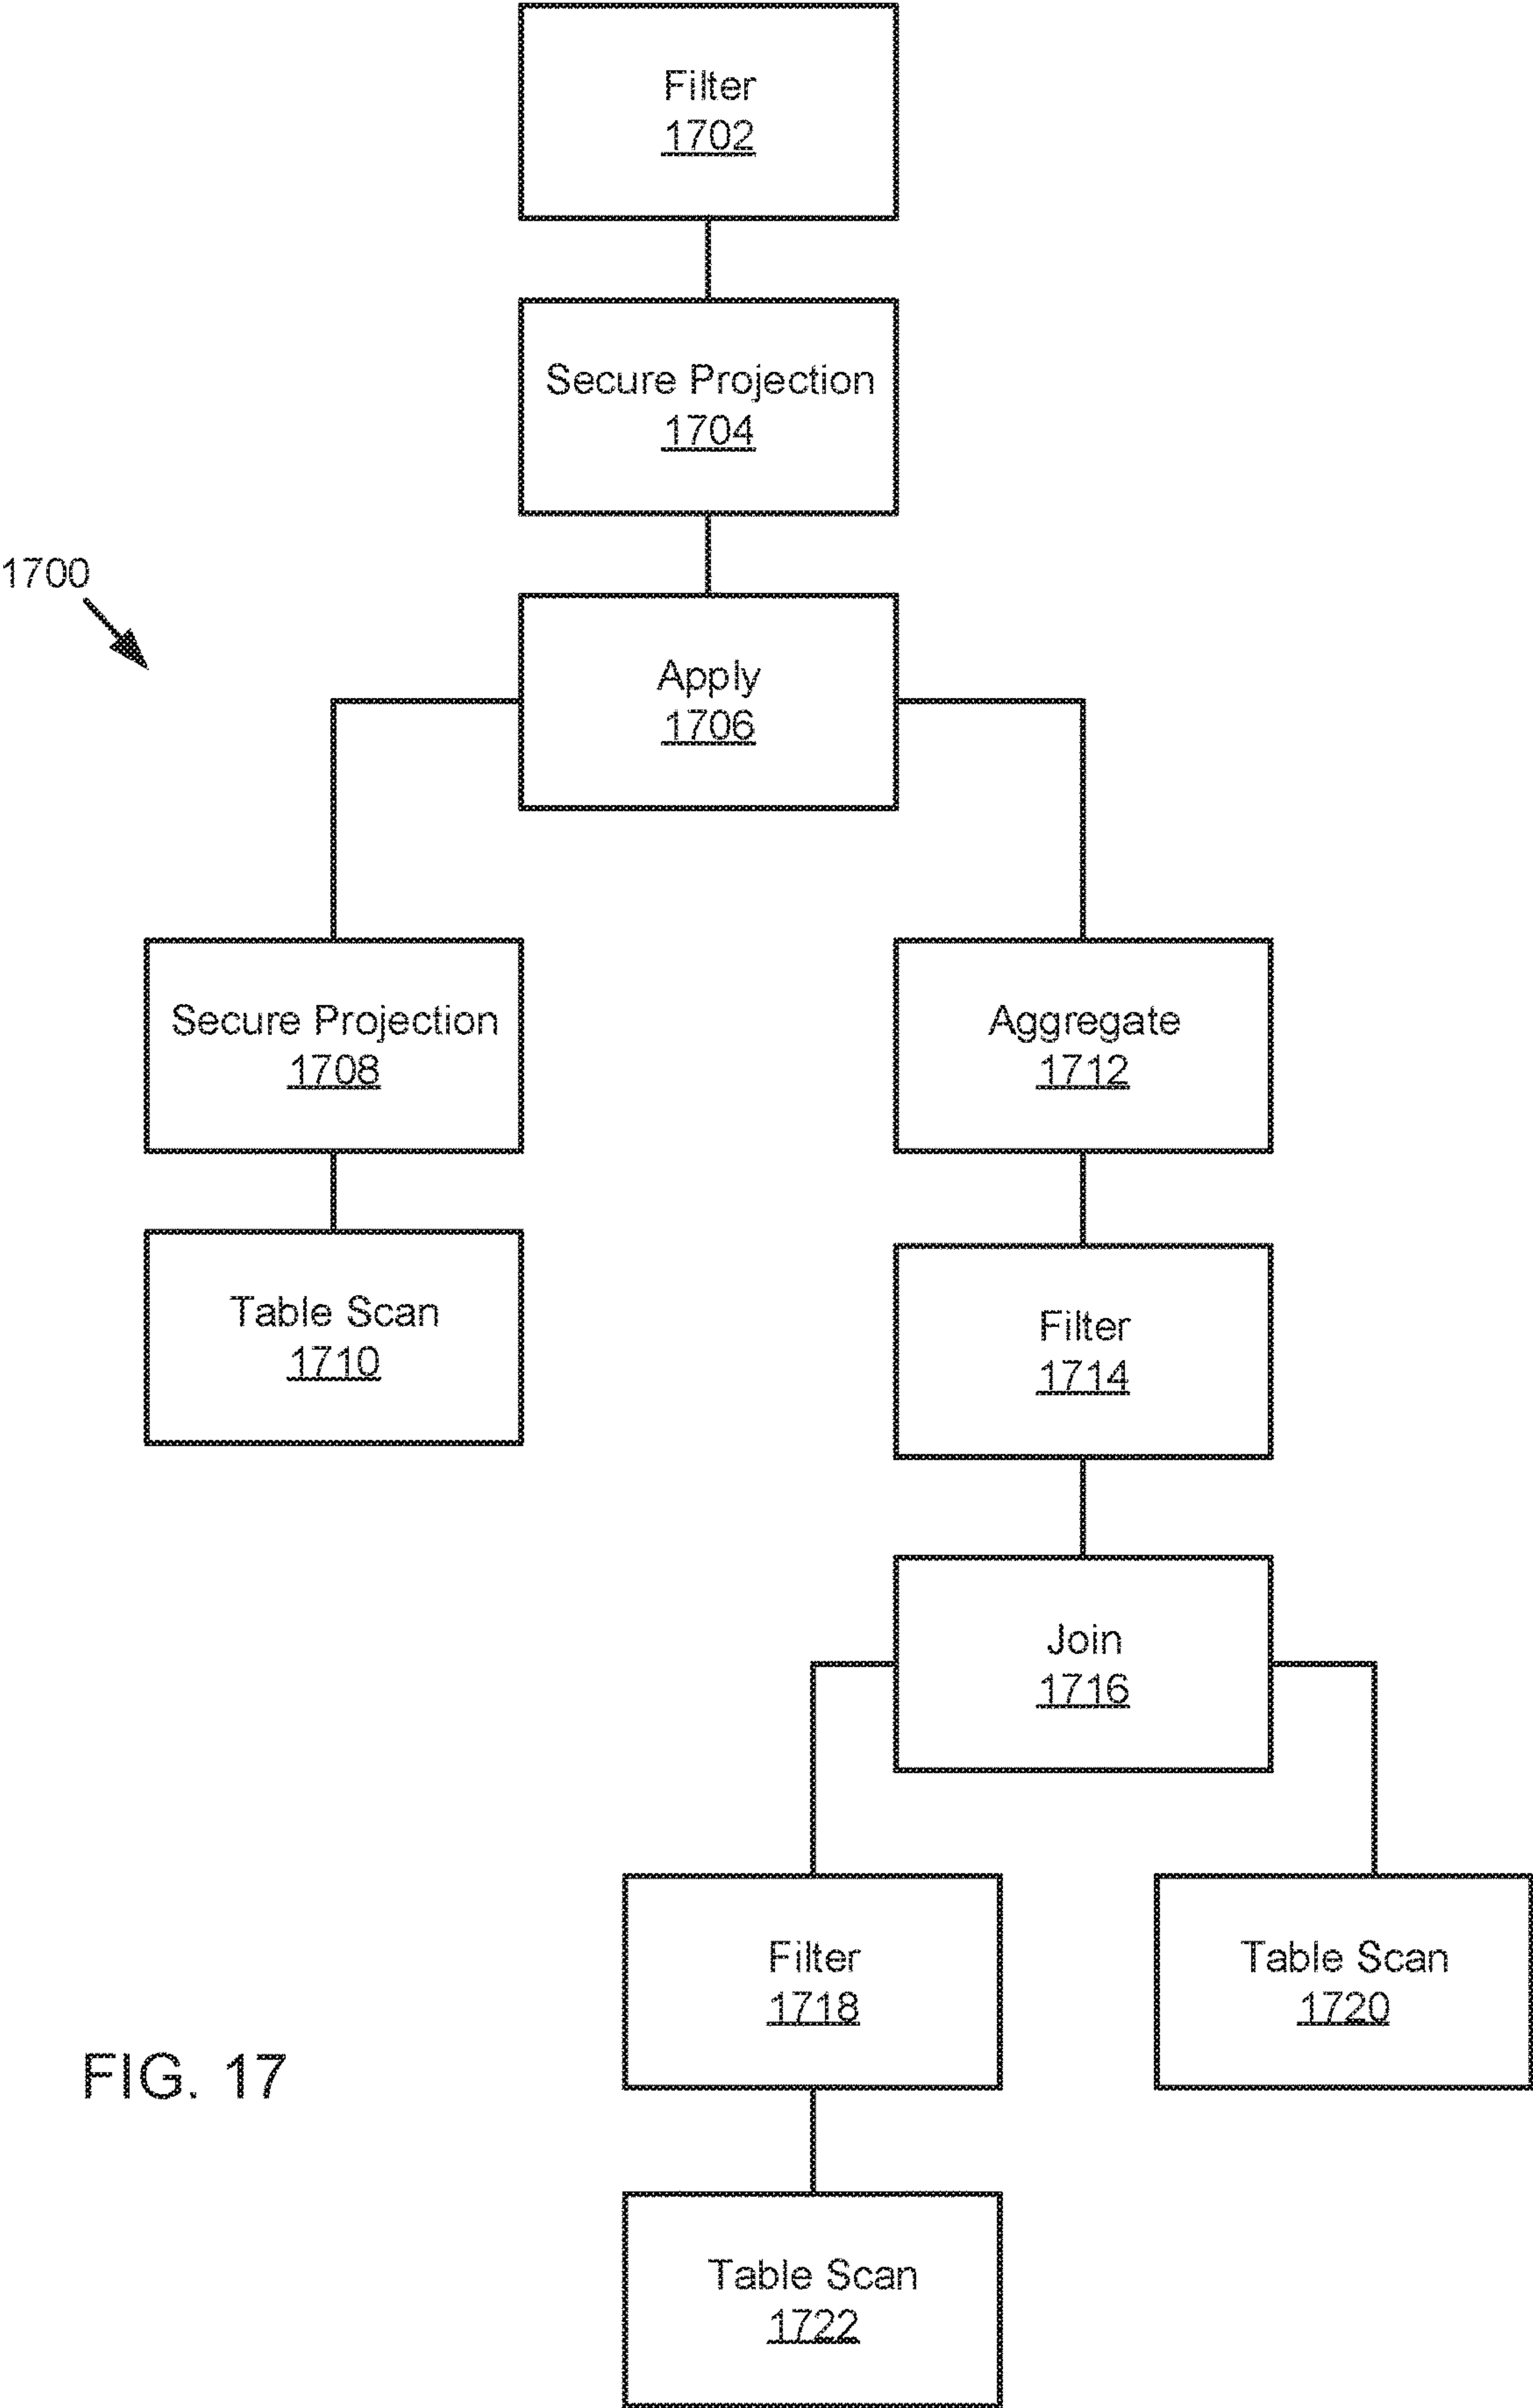 Filter
1702
Secure Projection
1704
1700
Apply
1706
Secure Projection
1708
Aggregate
1712
Table Scan
1710
Filter
1714
Join
1716
Filter
1718
Table Scan
1720
FIG. 17
Table Scan
1722